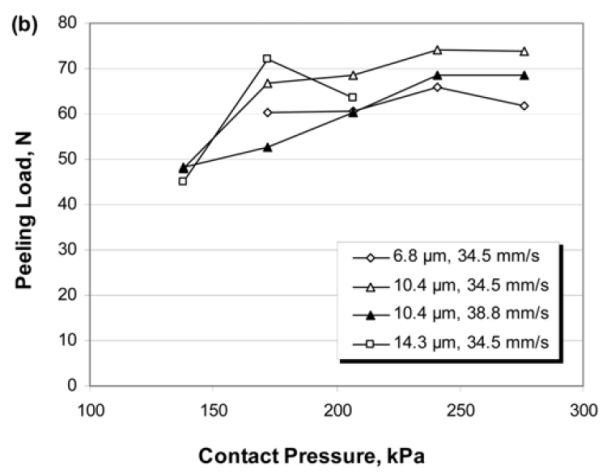 (b)
80
70
60
50
40
30
20
10
0
Peeling Load, N
6.8 µm, 34.5 mm/s
10.4 µm, 34.5 mm/s
10.4 µm, 38.8 mm/s
14.3 µm, 34.5 mm/s
100 150 200 250 300
Contact Pressure, kPa